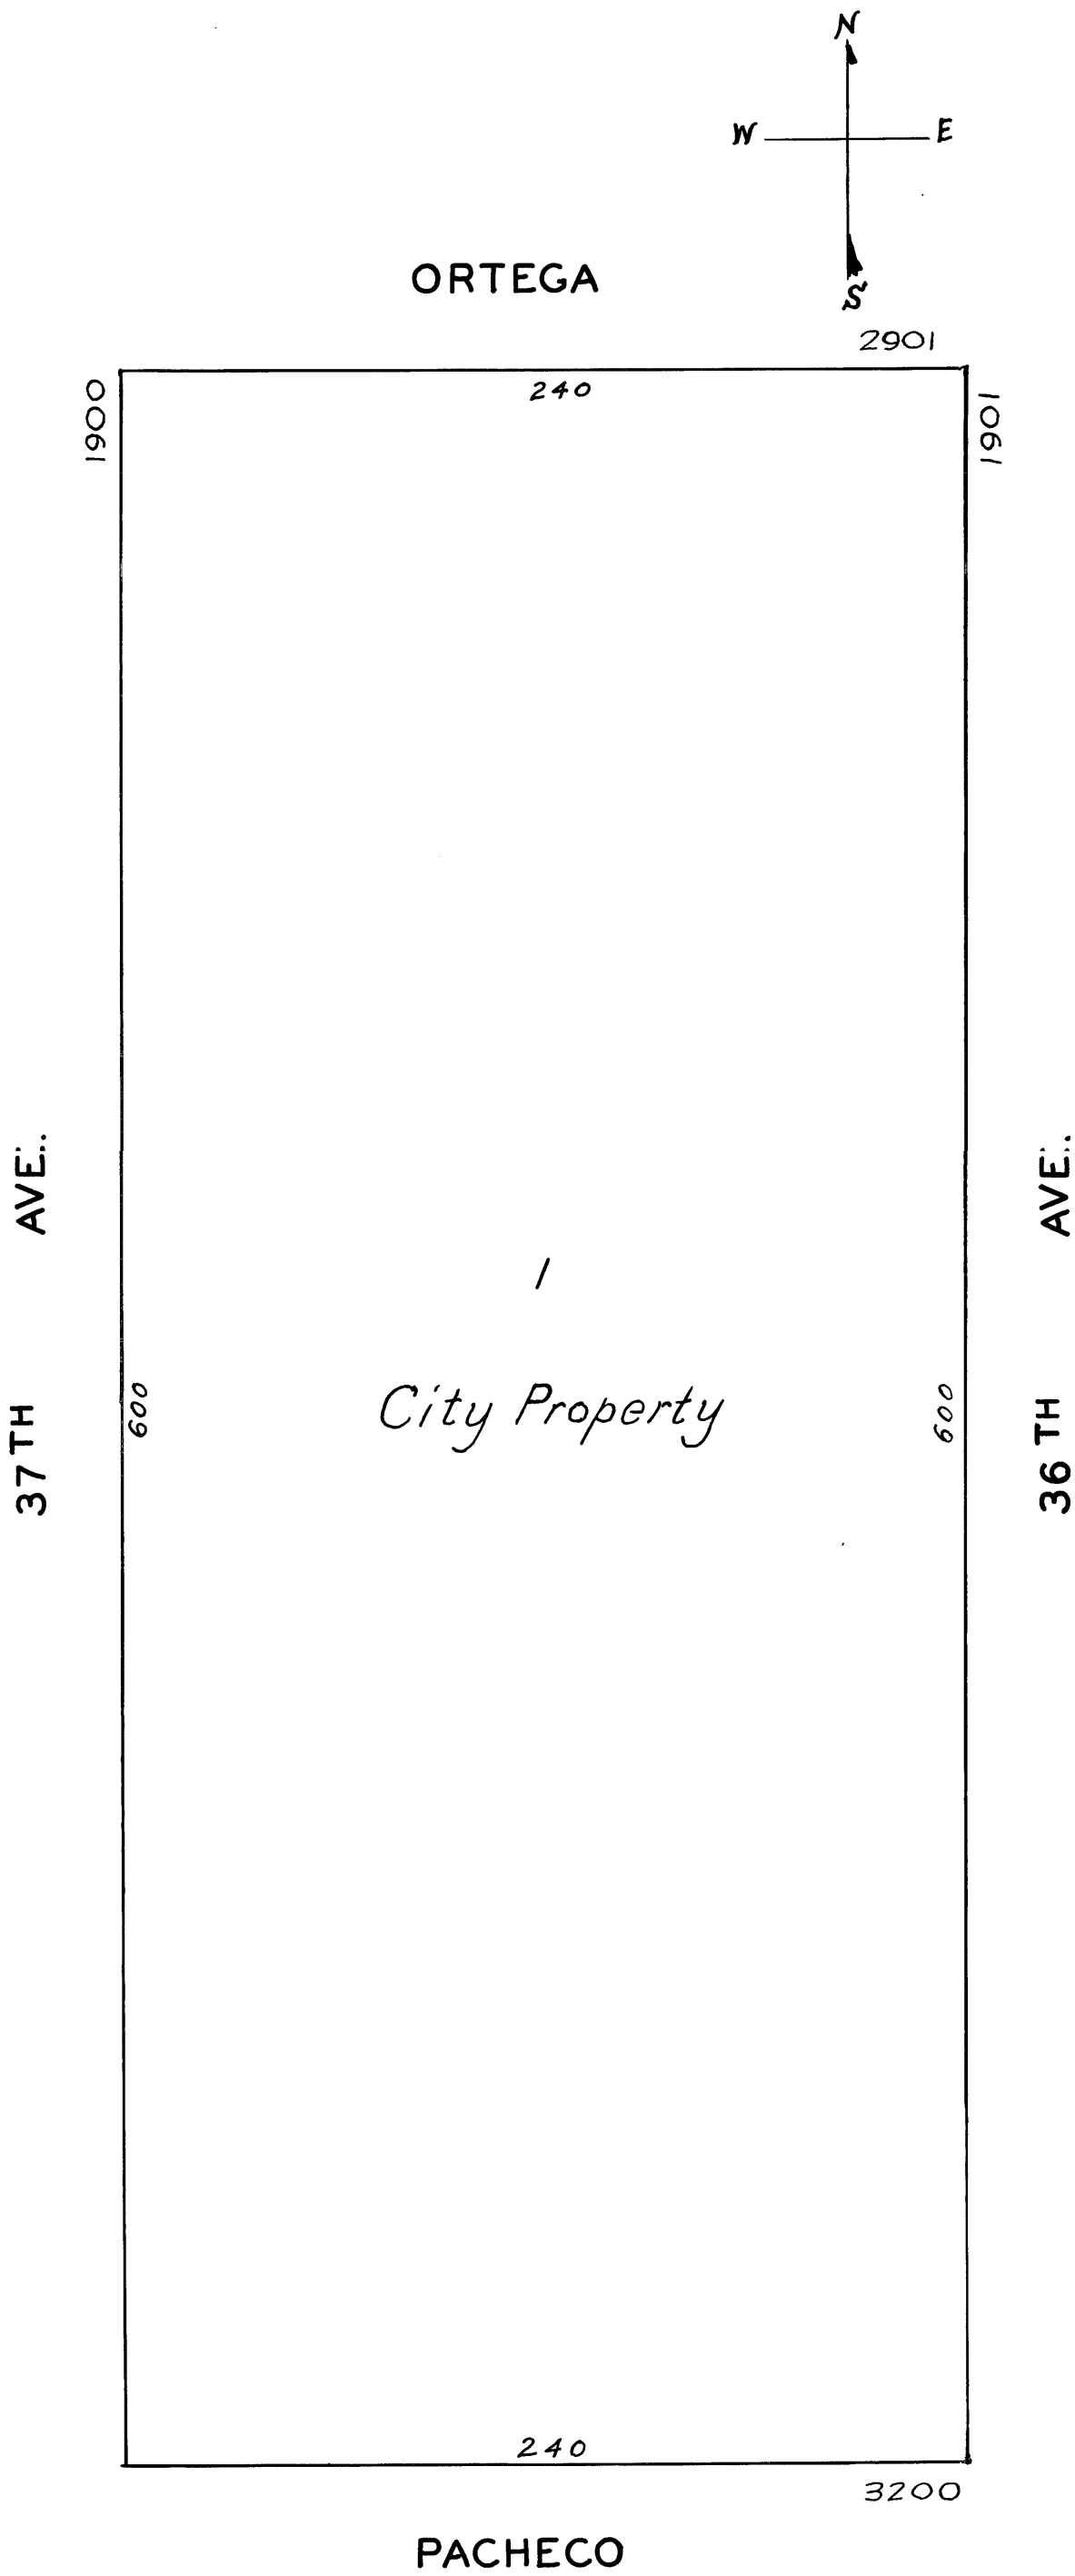 N
W E
S
ORTEGA
2901
1900
240
1901
37TH AVE.
600
1
City Property
600
36TH AVE.
240
3200
PACHECO